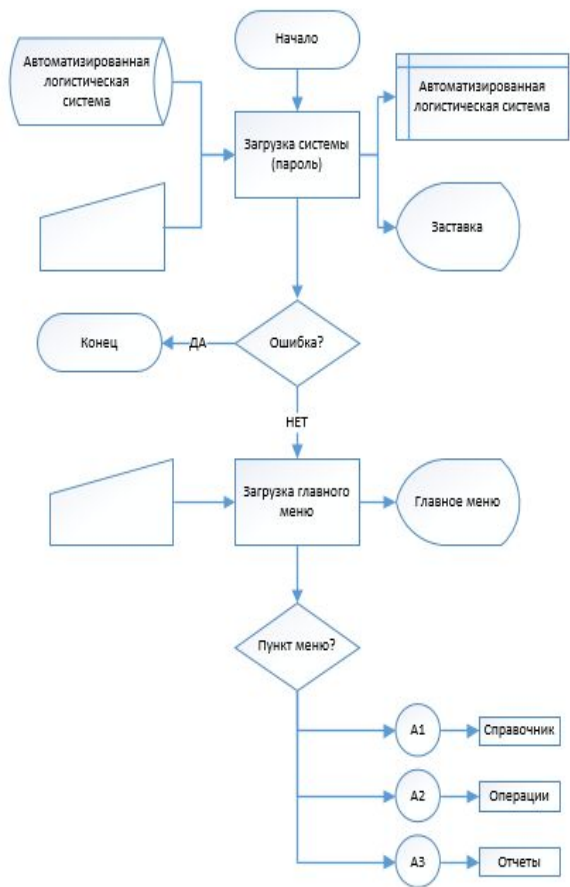 Начало
Автоматизированная
логистическая
система
Загрузка системы
(пароль)
Автоматизированная
логистическая система
Заставка
Конец
ДА
Ошибка?
НЕТ
Загрузка главного
меню
Главное меню
Пункт меню?
А1
Справочник
А2
Операции
А3
Отчеты